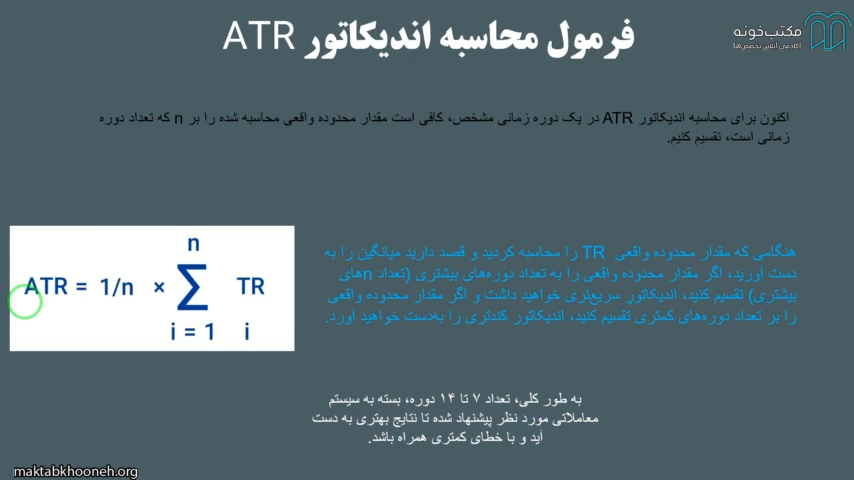 فرمول محاسبه اندیکاتور ATR
مکتب‌خونه
آکادمی آنلاین تخصص‌ها
اکنون برای محاسبه اندیکاتور ATR در یک دوره زمانی مشخص، کافی است مقدار محدوده واقعی محاسبه شده را بر n که تعداد دوره
زمانی است، تقسیم کنیم.
هنگامی که مقدار محدوده واقعی TR را محاسبه کردید و قصد دارید میانگین را به
دست آورید، اگر مقدار محدوده واقعی را به تعداد دوره‌های بیشتری (تعداد nهای
بیشتری) تقسیم کنید، اندیکاتور سریع‌تری خواهید داشت و اگر مقدار محدوده واقعی
را بر تعداد دوره‌های کمتری تقسیم کنید، اندیکاتور کندتری را به‌دست خواهید آورد.
n
ATR = 1/n × Σ TR
i = 1 i
به طور کلی، تعداد ۷ تا ۱۴ دوره، بسته به سیستم
معاملاتی مورد نظر پیشنهاد شده تا نتایج بهتری به دست
آید و با خطای کمتری همراه باشد.
maktabkhooneh.org